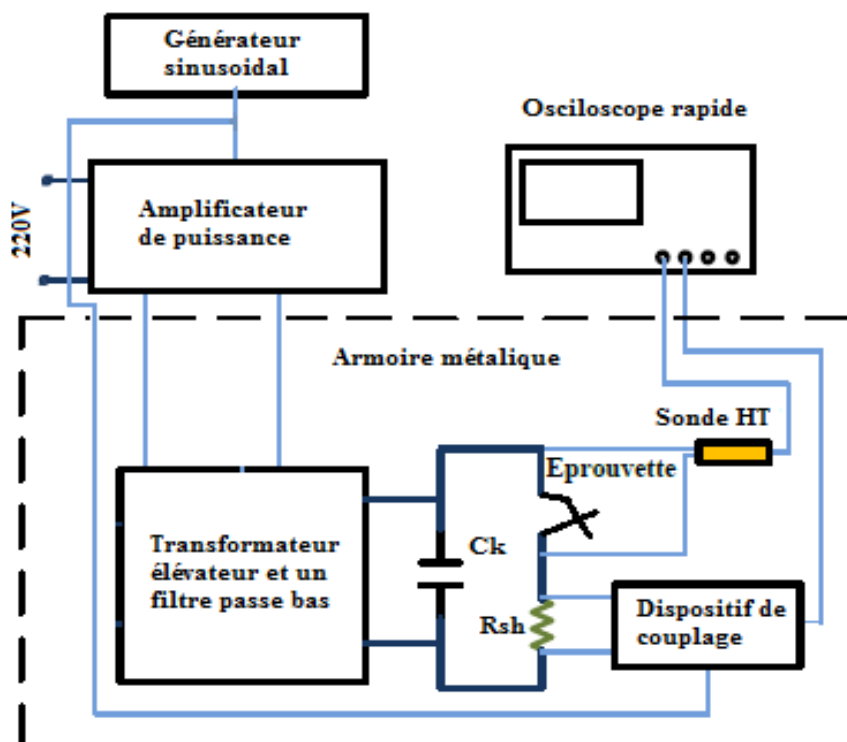 Générateur
sinusoidal
Osciloscope rapide
Amplificateur
de puissance
220V
Armoire métalique
Sonde HT
Eprouvette
Transformateur
élévateur et un
filtre passe bas
Ck
Rsh
Dispositif de
couplage